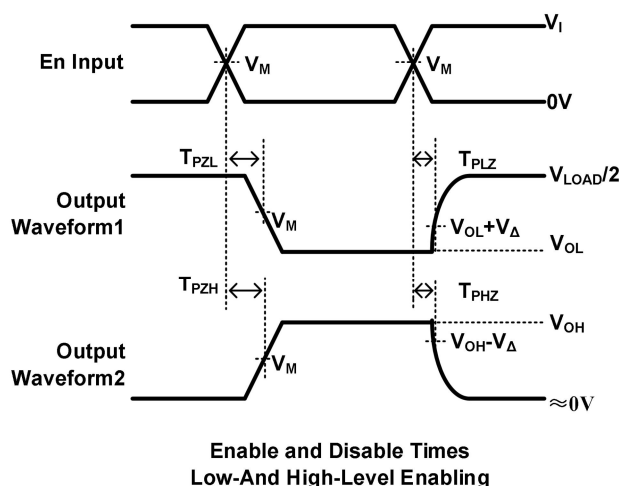 V_I
En Input
V_M
V_M
0V
T_PZL
T_PLZ
V_LOAD/2
Output
Waveform1
V_M
V_OL+V_Δ
V_OL
T_PZH
T_PHZ
V_OH
Output
Waveform2
V_M
V_OH-V_Δ
≈0V
Enable and Disable Times
Low-And High-Level Enabling